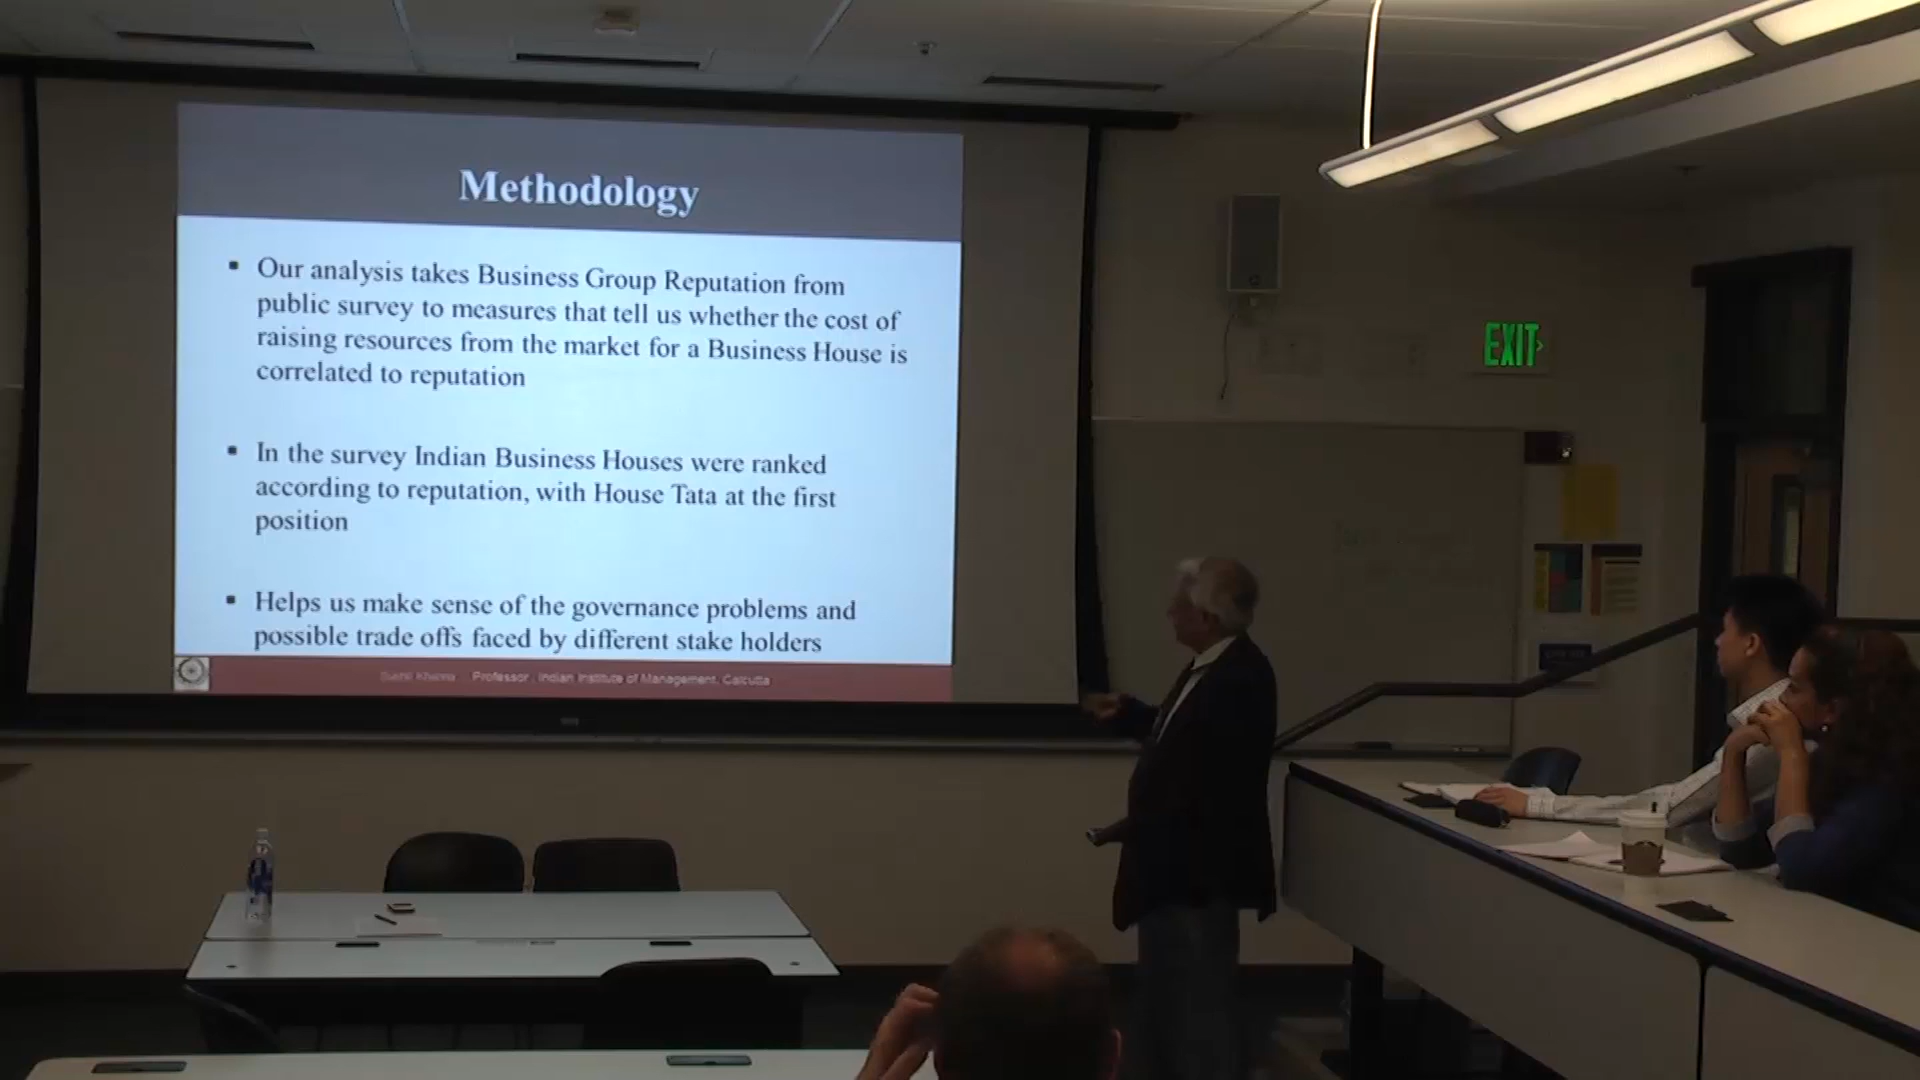 Methodology
Our analysis takes Business Group Reputation from
public survey to measures that tell us whether the cost of
raising resources from the market for a Business House is
correlated to reputation
In the survey Indian Business Houses were ranked
according to reputation, with House Tata at the first
position
Helps us make sense of the governance problems and
possible trade offs faced by different stake holders
Sushil Khanna Professor, Indian Institute of Management, Calcutta
EXIT